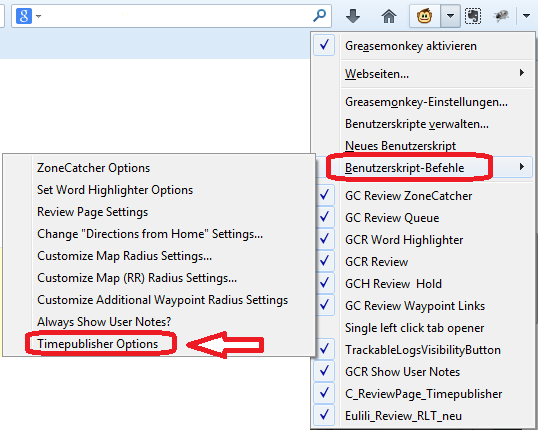 8
Greasemonkey aktivieren
Webseiten...
Greasemonkey-Einstellungen...
Benutzerskripte verwalten...
Neues Benutzerskript
Benutzerskript-Befehle
GC Review ZoneCatcher
GC Review Queue
GCR Word Highlighter
GCR Review
GCH Review  Hold
GC Review Waypoint Links
Single left click tab opener
TrackableLogsVisibilityButton
GCR Show User Notes
C_ReviewPage_Timepublisher
Eulili_Review_RLT_neu
ZoneCatcher Options
Set Word Highlighter Options
Review Page Settings
Change "Directions from Home" Settings...
Customize Map Radius Settings...
Customize Map (RR) Radius Settings...
Customize Additional Waypoint Radius Settings
Always Show User Notes?
Timepublisher Options